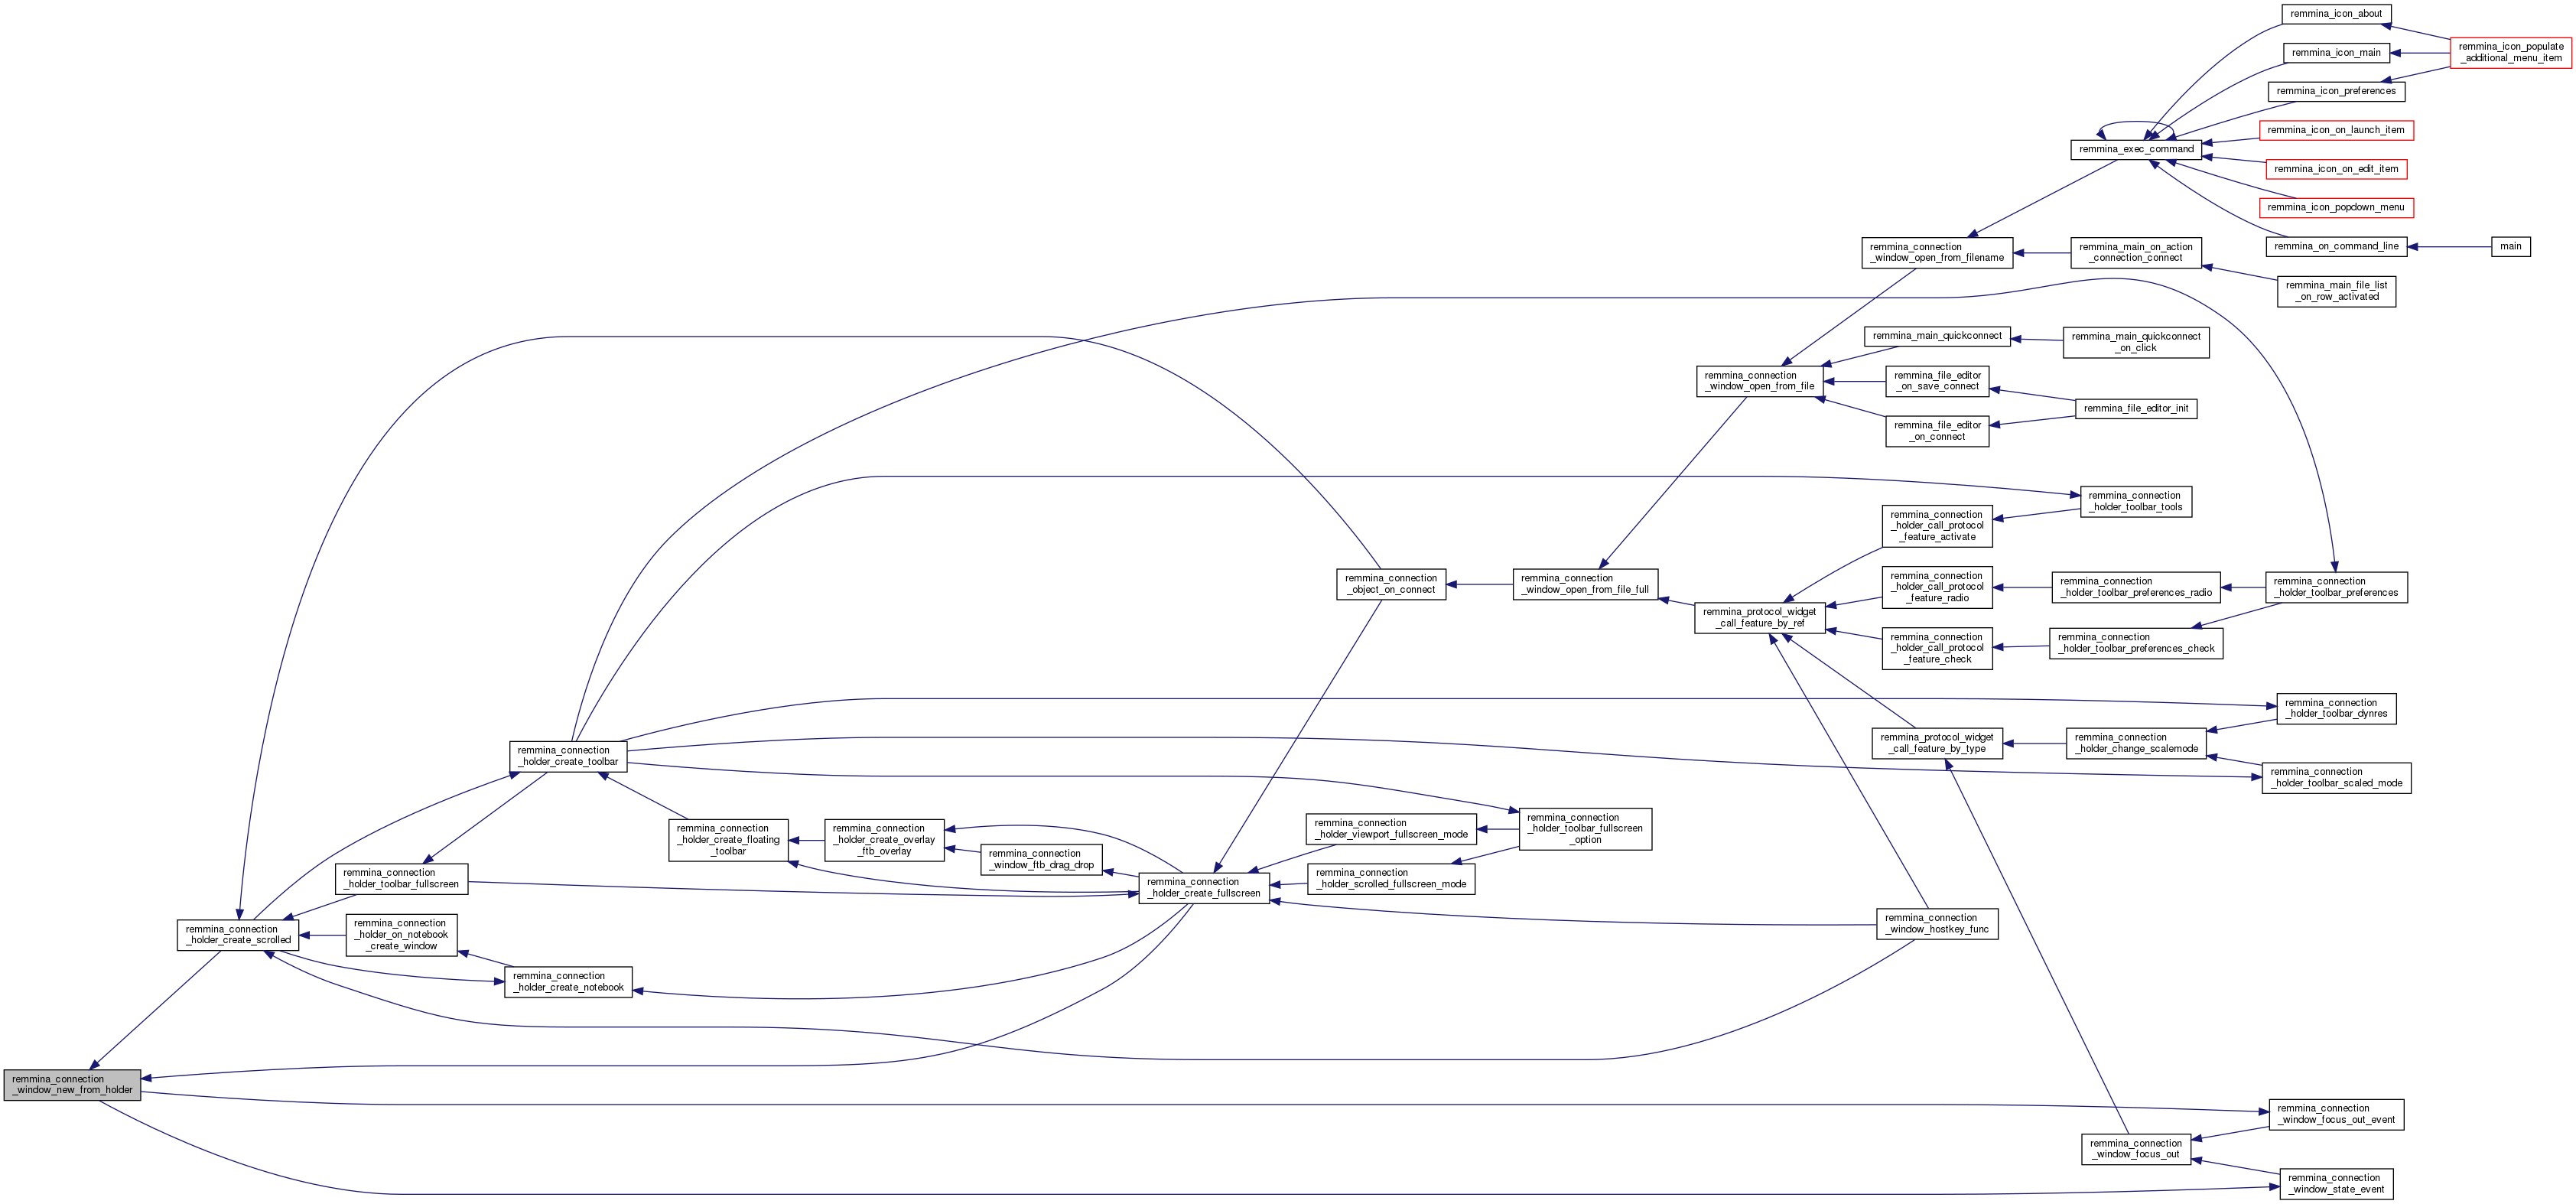 remmina_icon_about
remmina_icon_populate
_additional_menu_item
remmina_icon_main
remmina_icon_preferences
remmina_icon_on_launch_item
remmina_exec_command
remmina_icon_on_edit_item
remmina_icon_popdown_menu
remmina_on_command_line
main
remmina_connection
_window_open_from_filename
remmina_main_on_action
_connection_connect
remmina_main_file_list
_on_row_activated
remmina_main_quickconnect
remmina_main_quickconnect
_on_click
remmina_connection
_window_open_from_file
remmina_file_editor
_on_save_connect
remmina_file_editor_init
remmina_file_editor
_on_connect
remmina_connection
_holder_toolbar_tools
remmina_connection
_holder_call_protocol
_feature_activate
remmina_connection
_object_on_connect
remmina_connection
_window_open_from_file_full
remmina_connection
_holder_call_protocol
_feature_radio
remmina_connection
_holder_toolbar_preferences_radio
remmina_connection
_holder_toolbar_preferences
remmina_protocol_widget
_call_feature_by_ref
remmina_connection
_holder_call_protocol
_feature_check
remmina_connection
_holder_toolbar_preferences_check
remmina_connection
_holder_toolbar_dynres
remmina_connection
_holder_create_toolbar
remmina_protocol_widget
_call_feature_by_type
remmina_connection
_holder_change_scalemode
remmina_connection
_holder_toolbar_scaled_mode
remmina_connection
_holder_create_floating
_toolbar
remmina_connection
_holder_create_overlay
_ftb_overlay
remmina_connection
_window_ftb_drag_drop
remmina_connection
_holder_viewport_fullscreen_mode
remmina_connection
_holder_toolbar_fullscreen
_option
remmina_connection
_holder_toolbar_fullscreen
remmina_connection
_holder_create_fullscreen
remmina_connection
_holder_scrolled_fullscreen_mode
remmina_connection
_holder_create_scrolled
remmina_connection
_holder_on_notebook
_create_window
remmina_connection
_window_hostkey_func
remmina_connection
_holder_create_notebook
remmina_connection
_window_new_from_holder
remmina_connection
_window_focus_out_event
remmina_connection
_window_focus_out
remmina_connection
_window_state_event